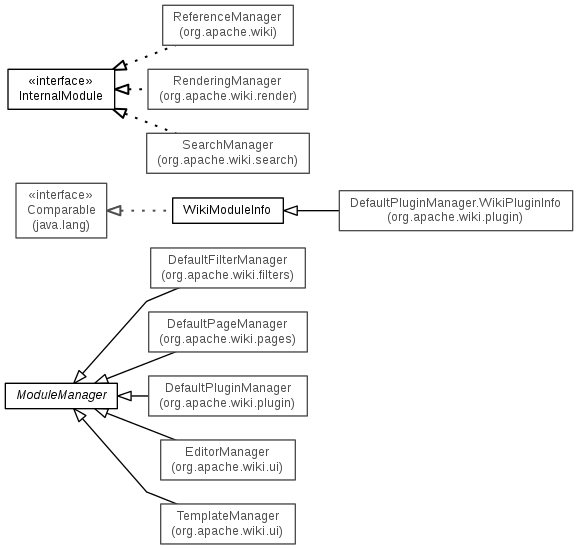 ReferenceManager
(org.apache.wiki)
«interface»
InternalModule
RenderingManager
(org.apache.wiki.render)
SearchManager
(org.apache.wiki.search)
«interface»
Comparable
(java.lang)
WikiModuleInfo
DefaultPluginManager.WikiPluginInfo
(org.apache.wiki.plugin)
DefaultFilterManager
(org.apache.wiki.filters)
DefaultPageManager
(org.apache.wiki.pages)
ModuleManager
DefaultPluginManager
(org.apache.wiki.plugin)
EditorManager
(org.apache.wiki.ui)
TemplateManager
(org.apache.wiki.ui)